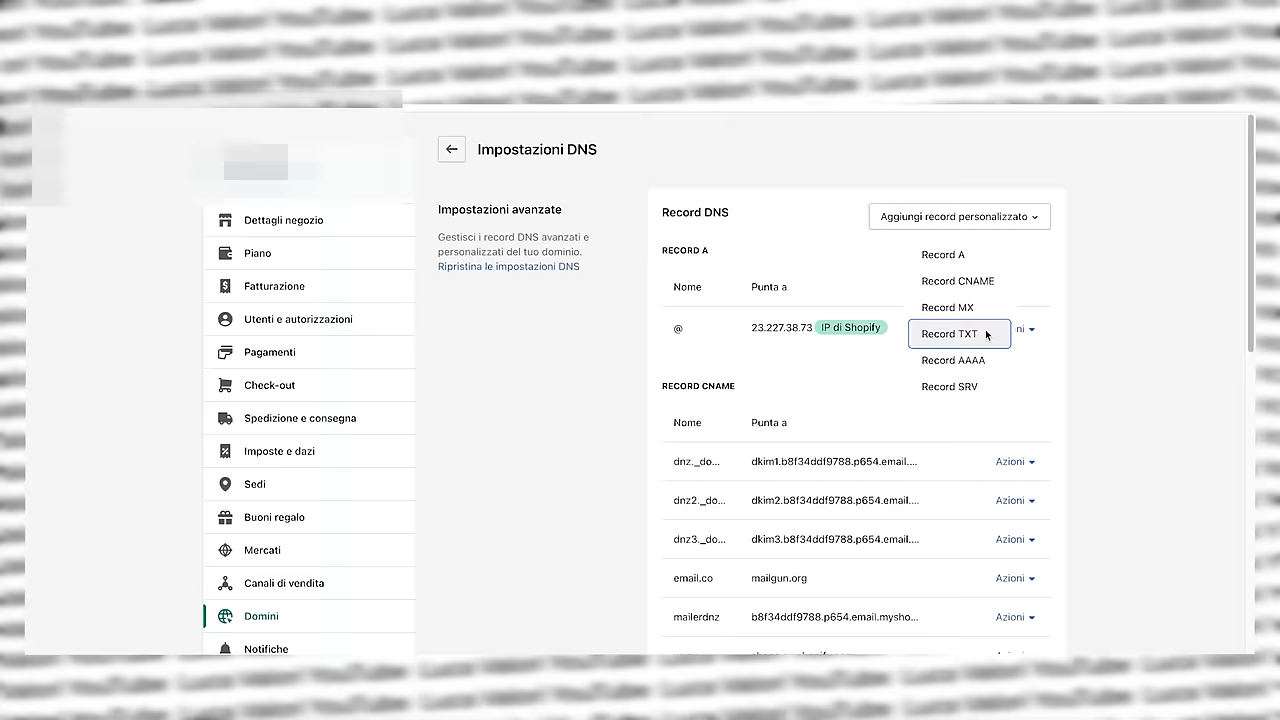 Impostazioni DNS
Impostazioni avanzate
Gestisci i record DNS avanzati e
personalizzati del tuo dominio.
Ripristina le impostazioni DNS
Dettagli negozio
Piano
Fatturazione
Utenti e autorizzazioni
Pagamenti
Check-out
Spedizione e consegna
Imposte e dazi
Sedi
Buoni regalo
Mercati
Canali di vendita
Domini
Notifiche
Record DNS
Aggiungi record personalizzato
Record A
Record CNAME
Record MX
Record TXT
Record AAAA
Record SRV
RECORD A
Nome Punta a
@ 23.227.38.73 IP di Shopify ni
RECORD CNAME
Nome Punta a
dnz._do... dkim1.b8f34ddf9788.p654.email.... Azioni
dnz2._do... dkim2.b8f34ddf9788.p654.email.... Azioni
dnz3._do... dkim3.b8f34ddf9788.p654.email.... Azioni
email.co mailgun.org Azioni
mailerdnz b8f34ddf9788.p654.email.mysho... Azioni